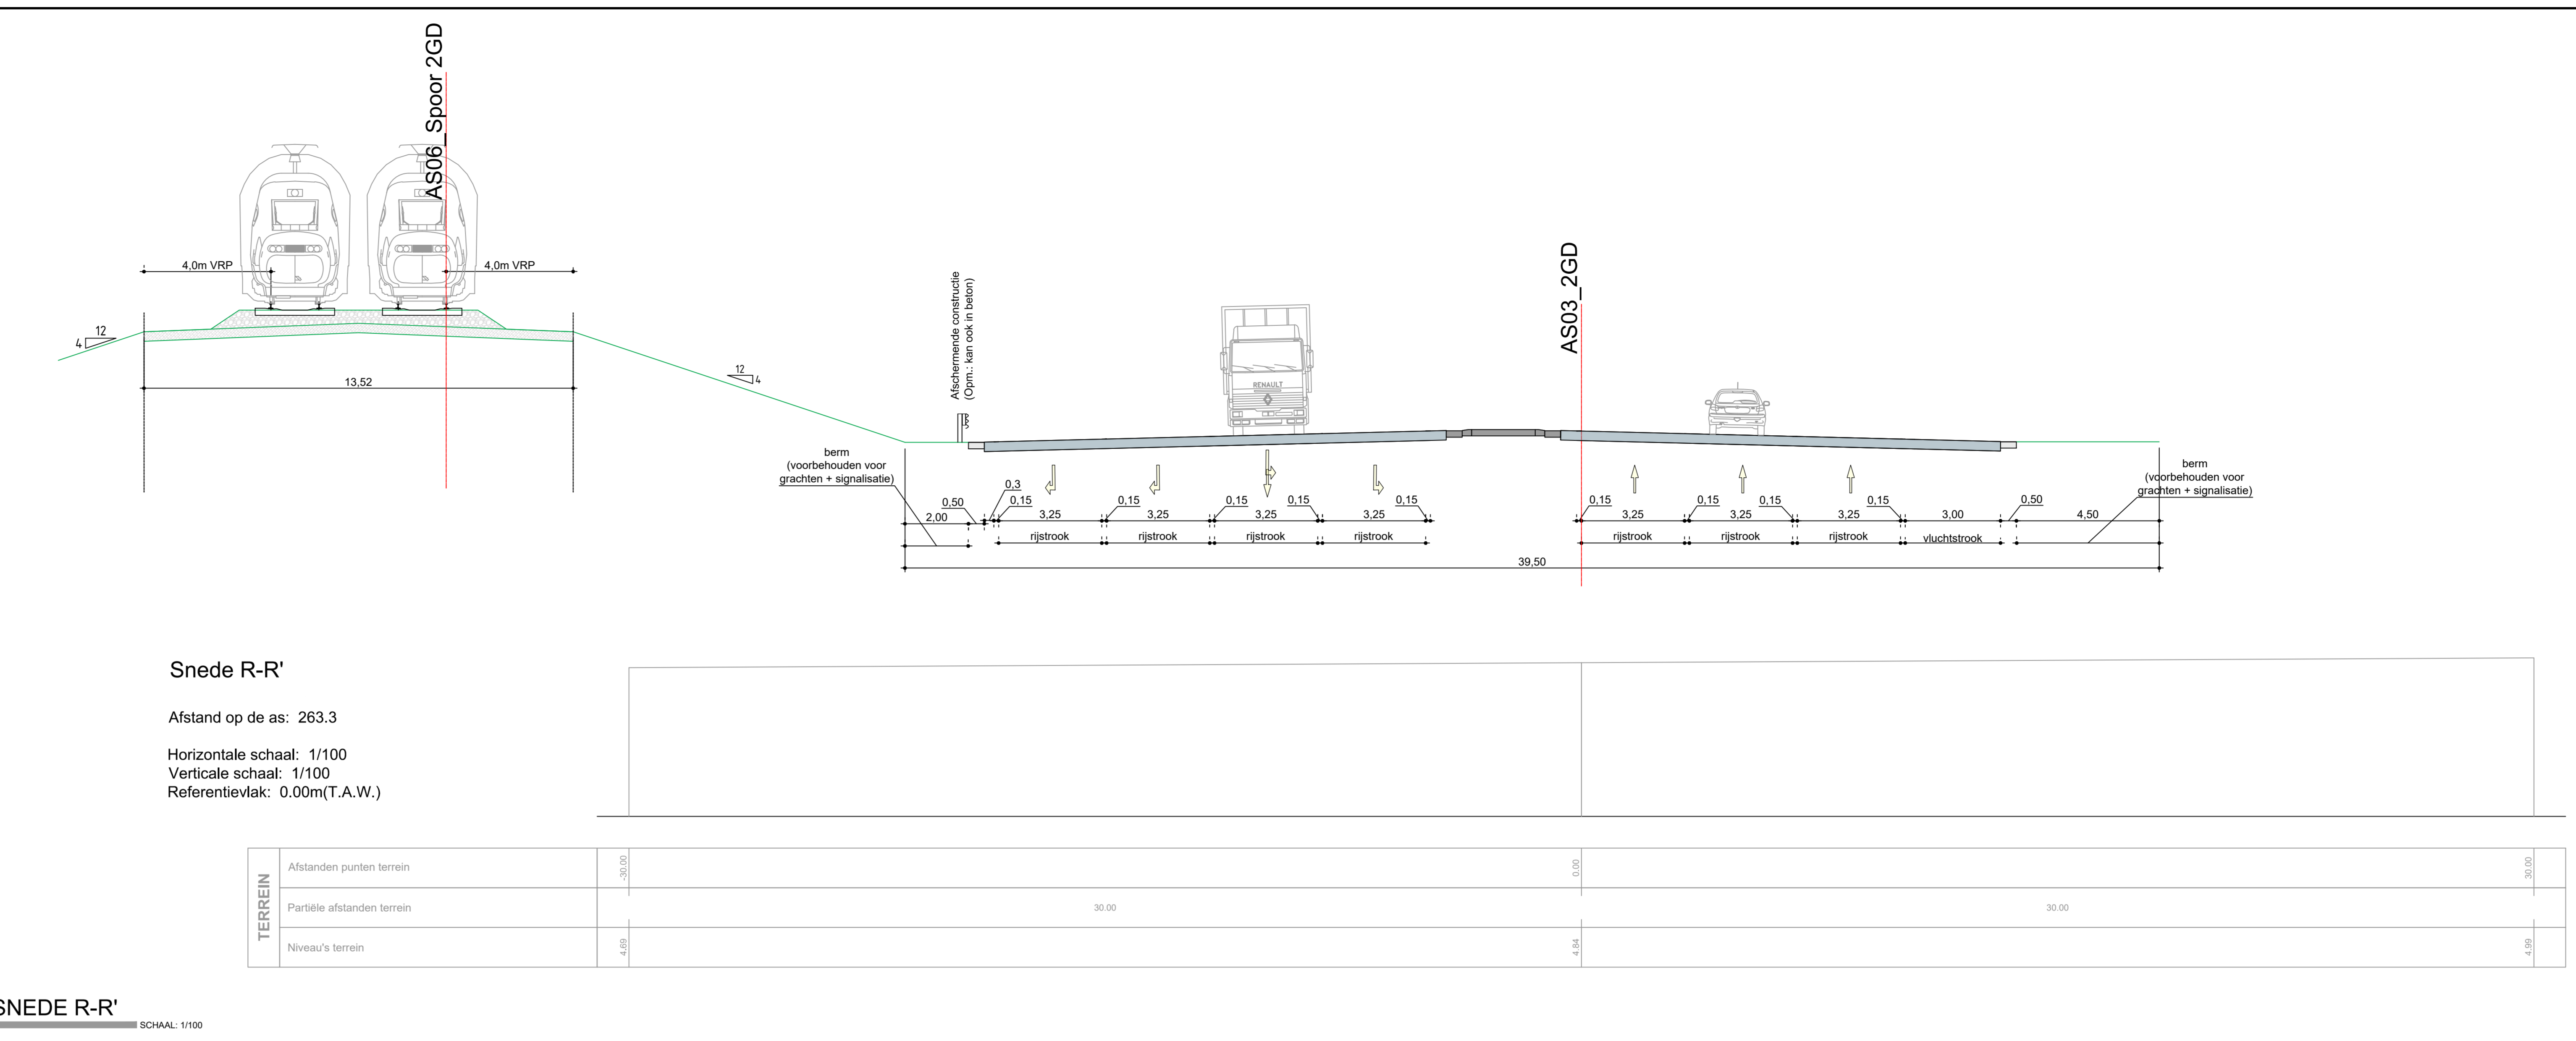 AS06_Spoor 2GD
4,0m VRP
4,0m VRP
12
4
13,52
12
4
Afschermende constructie
(Opm.: kan ook in beton)
RENAULT
AS03_2GD
berm
(voorbehouden voor
grachten + signalisatie)
berm
(voorbehouden voor
grachten + signalisatie)
0,3
0,50
0,15
0,15
0,15
0,15
0,15
0,15
0,15
0,15
0,15
0,50
2,00
3,25
3,25
3,25
3,25
3,25
3,25
3,25
3,00
4,50
rijstrook
rijstrook
rijstrook
rijstrook
rijstrook
rijstrook
rijstrook
vluchtstrook
39,50
Snede R-R'
Afstand op de as: 263.3
Horizontale schaal: 1/100
Verticale schaal: 1/100
Referentievlak: 0.00m(T.A.W.)
TERREIN
Afstanden punten terrein
-30.00
0.00
30.00
Partiële afstanden terrein
30.00
30.00
Niveau's terrein
4.69
4.84
4.99
SNEDE R-R'
SCHAAL: 1/100